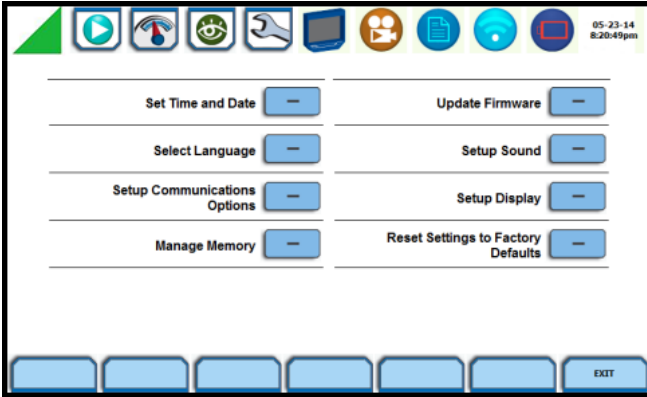 05-23-14
8:20:49pm
Set Time and Date
Update Firmware
Select Language
Setup Sound
Setup Communications
Options
Setup Display
Manage Memory
Reset Settings to Factory
Defaults
EXIT